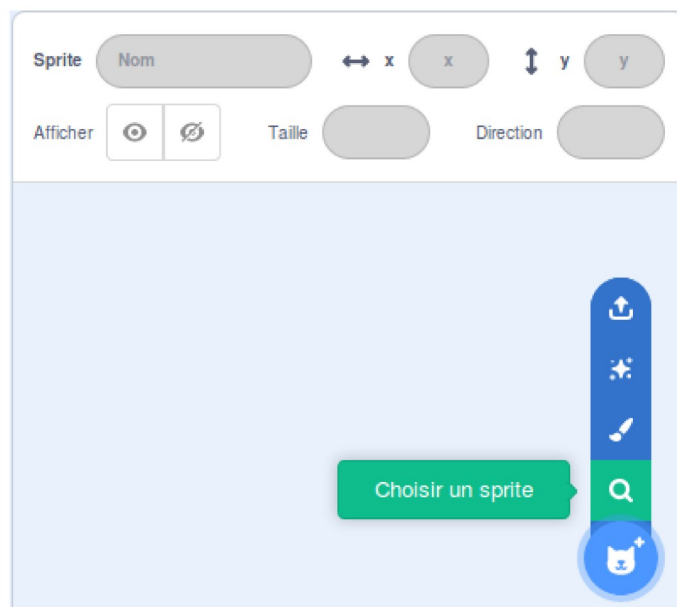 Sprite Nom x x y y
Afficher Taille Direction
Choisir un sprite